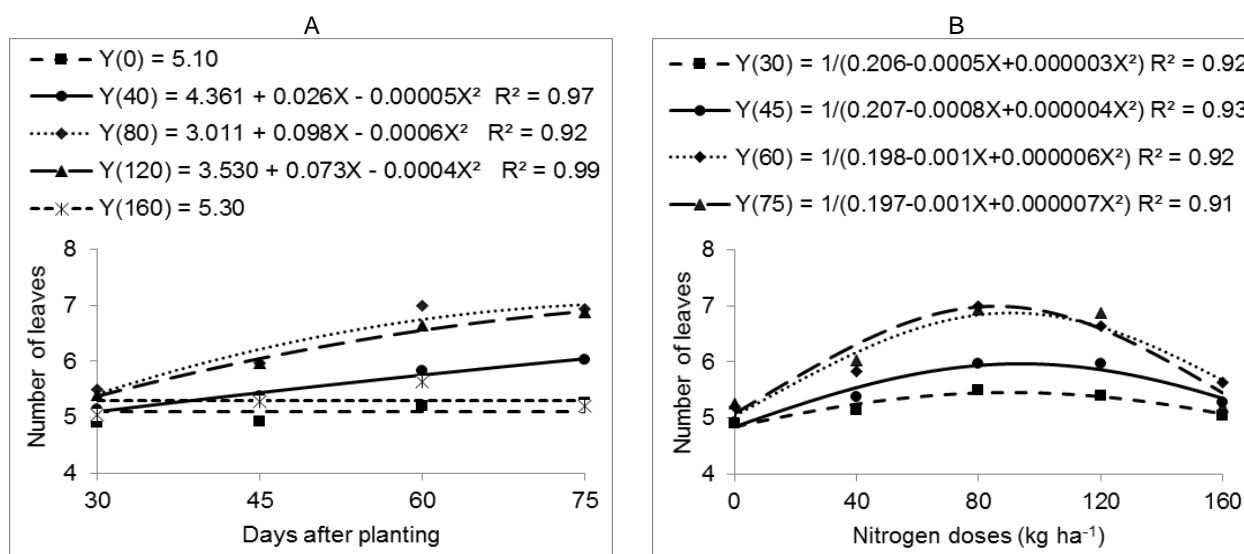 A
Y(0) = 5.10
Y(40) = 4.361 + 0.026X - 0.00005X² R² = 0.97
Y(80) = 3.011 + 0.098X - 0.0006X² R² = 0.92
Y(120) = 3.530 + 0.073X - 0.0004X² R² = 0.99
Y(160) = 5.30
8
7
6
5
4
Number of leaves
30 45 60 75
Days after planting
B
Y(30) = 1/(0.206-0.0005X+0.000003X²) R² = 0.92
Y(45) = 1/(0.207-0.0008X+0.000004X²) R² = 0.93
Y(60) = 1/(0.198-0.001X+0.000006X²) R² = 0.92
Y(75) = 1/(0.197-0.001X+0.000007X²) R² = 0.91
8
7
6
5
4
Number of leaves
0 40 80 120 160
Nitrogen doses (kg ha⁻¹)